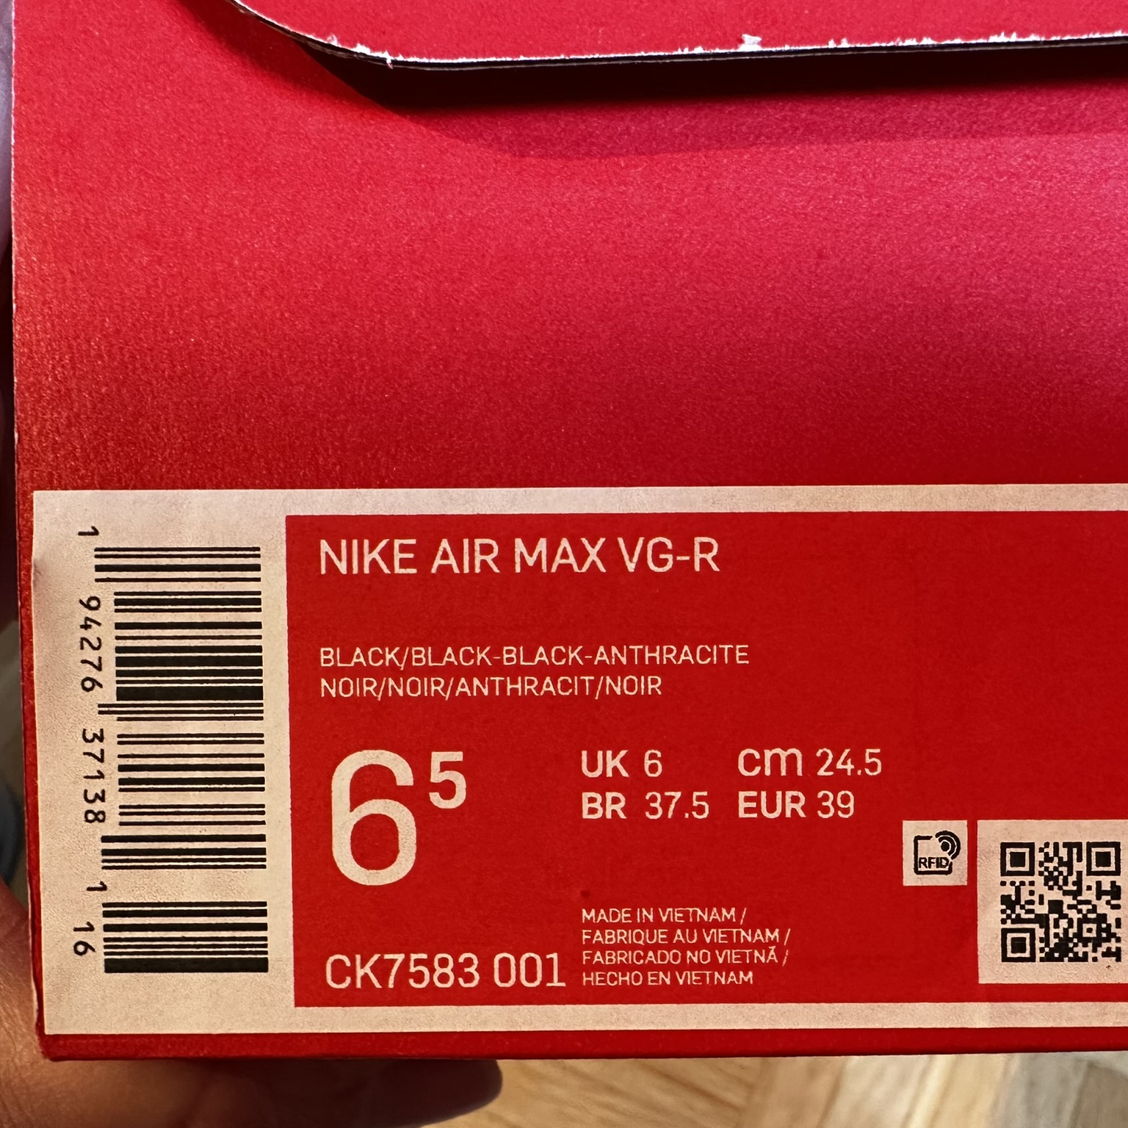 NIKE AIR MAX VG-R
BLACK/BLACK-BLACK-ANTHRACITE
NOIR/NOIR/ANTHRACIT/NOIR
6 5
UK 6 cm 24.5
BR 37.5 EUR 39
RFID
MADE IN VIETNAM /
FABRIQUE AU VIETNAM /
FABRICADO NO VIETNÃ /
HECHO EN VIETNAM
CK7583 001
1 94276 37138 1 16